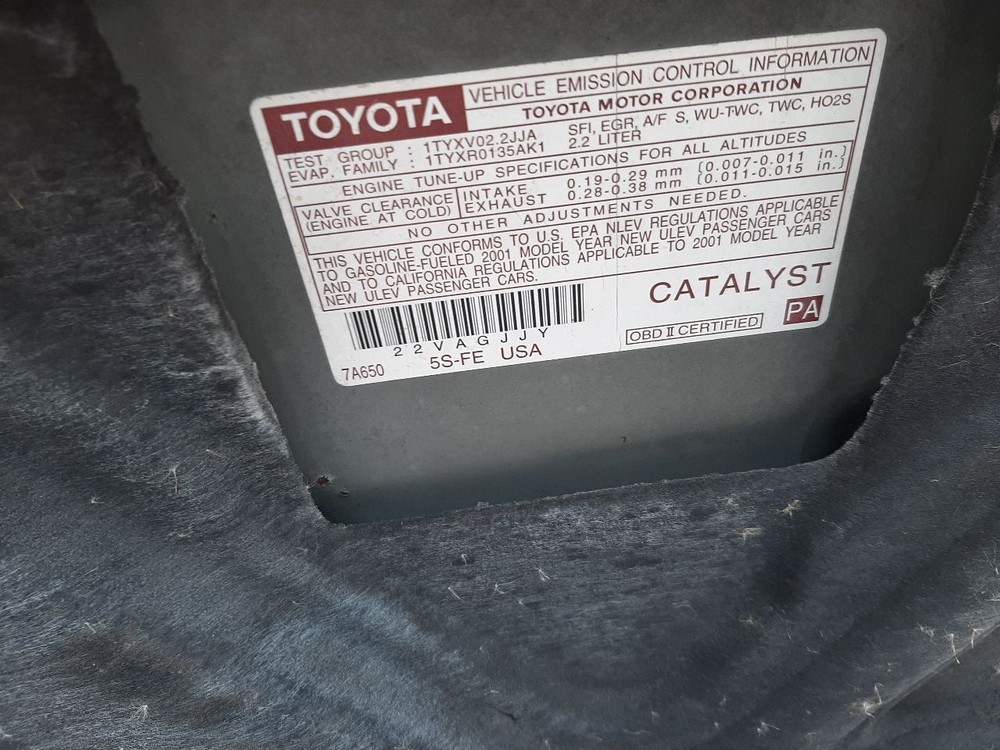 TOYOTA VEHICLE EMISSION CONTROL INFORMATION
TOYOTA MOTOR CORPORATION
TEST GROUP : 1TYXV02.2JJA SFI, EGR, A/F S, WU-TWC, TWC, HO2S
EVAP. FAMILY : 1TYXR0135AK1 2.2 LITER
ENGINE TUNE-UP SPECIFICATIONS FOR ALL ALTITUDES
VALVE CLEARANCE INTAKE 0.19-0.29 mm (0.007-0.011 in.)
(ENGINE AT COLD) EXHAUST 0.28-0.38 mm (0.011-0.015 in.)
NO OTHER ADJUSTMENTS NEEDED.
THIS VEHICLE CONFORMS TO U.S. EPA NLEV REGULATIONS APPLICABLE
TO GASOLINE-FUELED 2001 MODEL YEAR NEW ULEV PASSENGER CARS
AND TO CALIFORNIA REGULATIONS APPLICABLE TO 2001 MODEL YEAR
NEW ULEV PASSENGER CARS.
CATALYST
PA
22VAGJJY
OBD II CERTIFIED
7A650 5S-FE USA